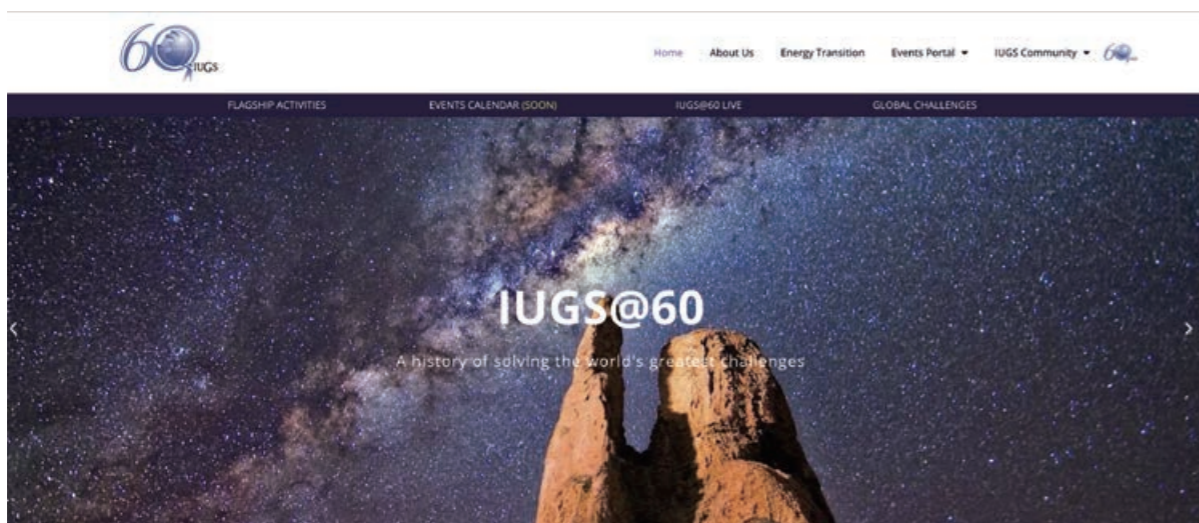 60 IUGS
Home About Us Energy Transition Events Portal IUGS Community
FLAGSHIP ACTIVITIES EVENTS CALENDAR (SOON) IUGS@60 LIVE GLOBAL CHALLENGES
IUGS@60
A history of solving the world's greatest challenges